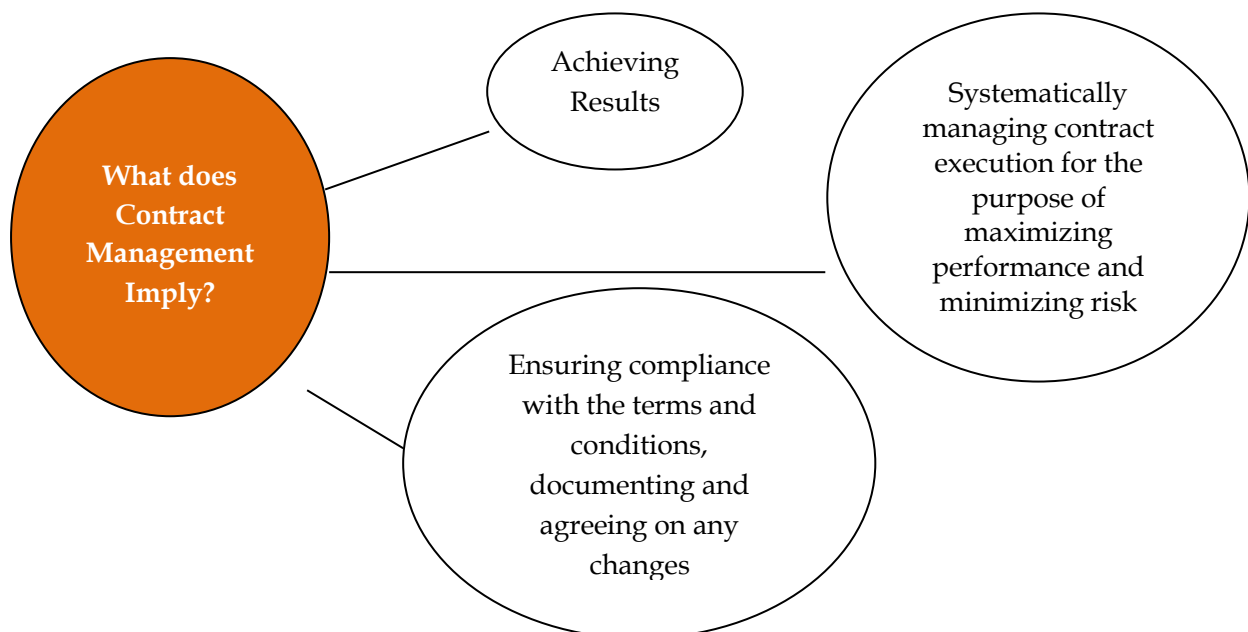 What does
Contract
Management
Imply?
Achieving
Results
Systematically
managing contract
execution for the
purpose of
maximizing
performance and
minimizing risk
Ensuring compliance
with the terms and
conditions,
documenting and
agreeing on any
changes